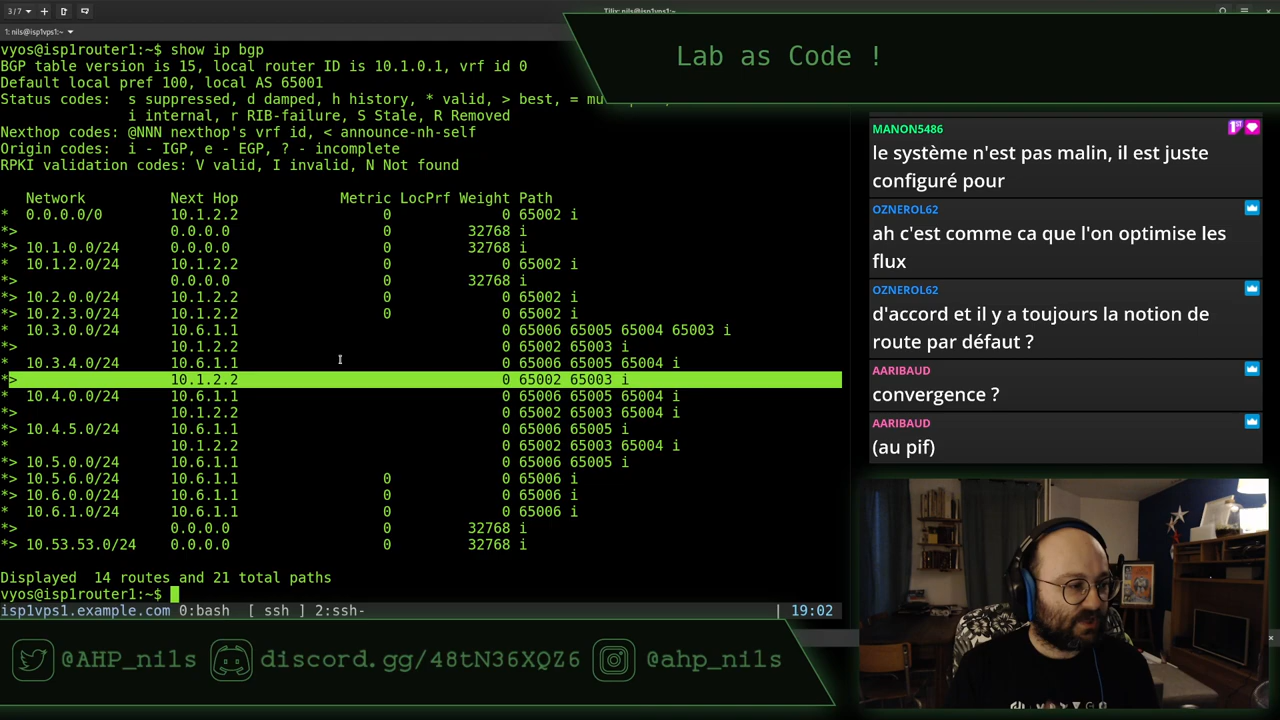 3/7
Tilix: nils@isp1vps1:~
1: nils@isp1vps1:~
Lab as Code !
vyos@isp1router1:~$ show ip bgp
BGP table version is 15, local router ID is 10.1.0.1, vrf id 0
Default local pref 100, local AS 65001
Status codes:  s suppressed, d damped, h history, * valid, > best, = mu
i internal, r RIB-failure, S Stale, R Removed
Nexthop codes: @NNN nexthop's vrf id, < announce-nh-self
Origin codes:  i - IGP, e - EGP, ? - incomplete
RPKI validation codes: V valid, I invalid, N Not found
Network          Next Hop            Metric LocPrf Weight Path
*  0.0.0.0/0        10.1.2.2                 0             0 65002 i
*>                  0.0.0.0                  0         32768 i
*> 10.1.0.0/24      0.0.0.0                  0         32768 i
*  10.1.2.0/24      10.1.2.2                 0             0 65002 i
*>                  0.0.0.0                  0         32768 i
*> 10.2.0.0/24      10.1.2.2                 0             0 65002 i
*> 10.2.3.0/24      10.1.2.2                 0             0 65002 i
*  10.3.0.0/24      10.6.1.1                               0 65006 65005 65004 65003 i
*>                  10.1.2.2                               0 65002 65003 i
*  10.3.4.0/24      10.6.1.1                               0 65006 65005 65004 i
*>                  10.1.2.2                               0 65002 65003 i
*  10.4.0.0/24      10.6.1.1                               0 65006 65005 65004 i
*>                  10.1.2.2                               0 65002 65003 65004 i
*> 10.4.5.0/24      10.6.1.1                               0 65006 65005 i
*                   10.1.2.2                               0 65002 65003 65004 i
*> 10.5.0.0/24      10.6.1.1                               0 65006 65005 i
*> 10.5.6.0/24      10.6.1.1                 0             0 65006 i
*> 10.6.0.0/24      10.6.1.1                 0             0 65006 i
*  10.6.1.0/24      10.6.1.1                 0             0 65006 i
*>                  0.0.0.0                  0         32768 i
*> 10.53.53.0/24    0.0.0.0                  0         32768 i
Displayed  14 routes and 21 total paths
vyos@isp1router1:~$
isp1vps1.example.com 0:bash  [ ssh ] 2:ssh-
| 19:02
MANON5486
le système n'est pas malin, il est juste
configuré pour
OZNEROL62
ah c'est comme ca que l'on optimise les
flux
OZNEROL62
d'accord et il y a toujours la notion de
route par défaut ?
AARIBAUD
convergence ?
AARIBAUD
(au pif)
@AHP_nils discord.gg/48tN36XQZ6 @ahp_nils